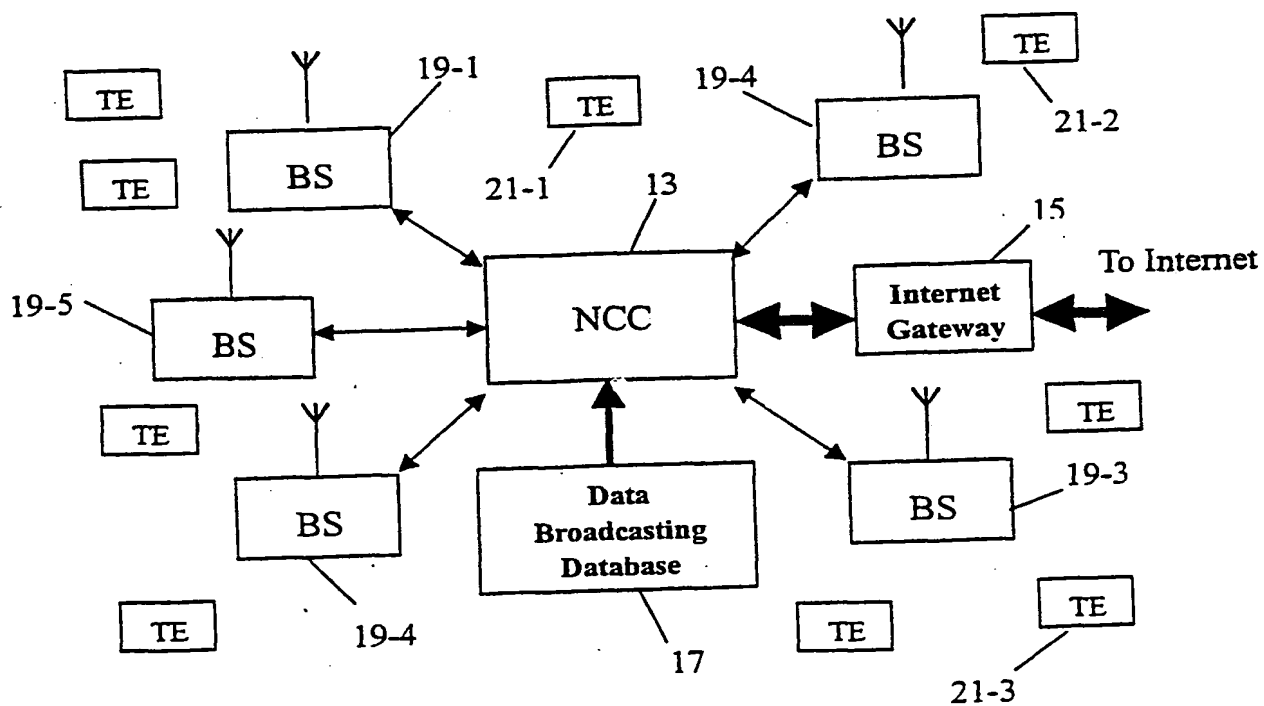 TE
19-1
TE
19-4
TE
BS
BS
21-2
TE
21-1
13
15
To Internet
19-5
BS
NCC
Internet
Gateway
TE
TE
BS
Data
Broadcasting
Database
BS
19-3
TE
19-4
17
TE
TE
21-3